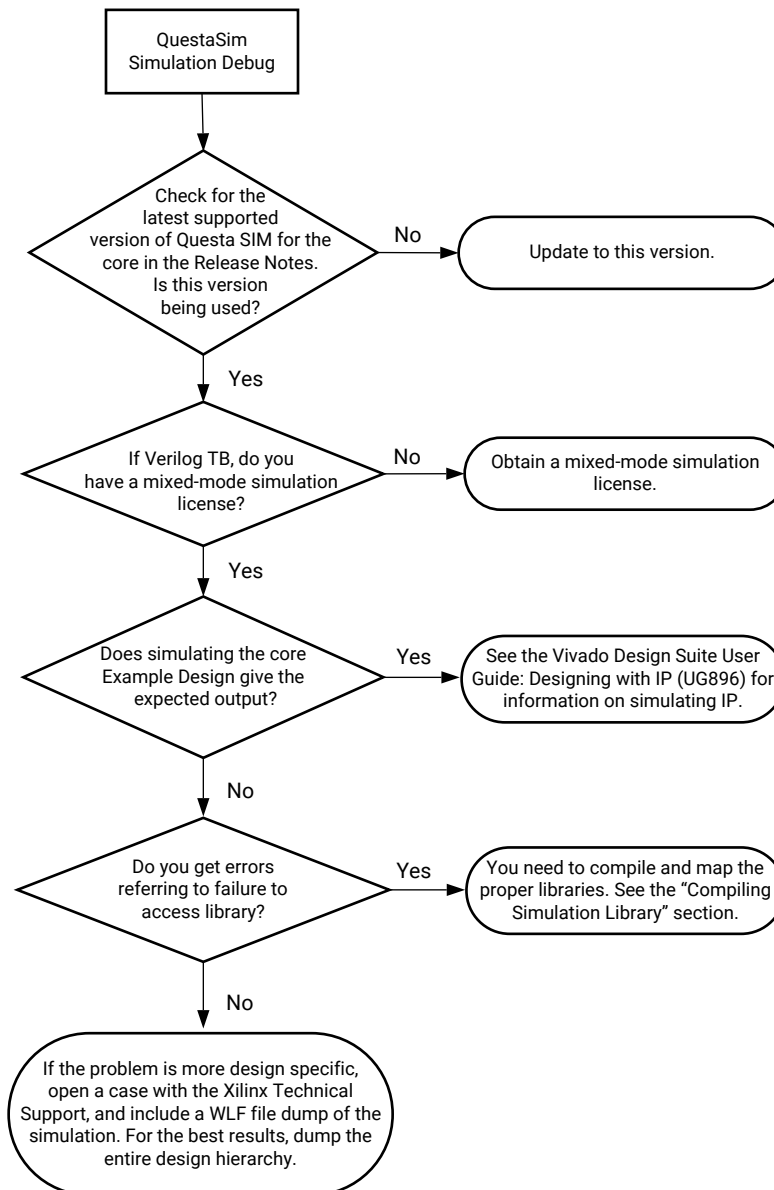 QuestaSim
Simulation Debug
Check for the
latest supported
version of Questa SIM for the
core in the Release Notes.
Is this version
being used?
No
Update to this version.
Yes
If Verilog TB, do you
have a mixed-mode simulation
license?
No
Obtain a mixed-mode simulation
license.
Yes
Does simulating the core
Example Design give the
expected output?
Yes
See the Vivado Design Suite User
Guide: Designing with IP (UG896) for
information on simulating IP.
No
Do you get errors
referring to failure to
access library?
Yes
You need to compile and map the
proper libraries. See the “Compiling
Simulation Library” section.
No
If the problem is more design specific,
open a case with the Xilinx Technical
Support, and include a WLF file dump of the
simulation. For the best results, dump the
entire design hierarchy.